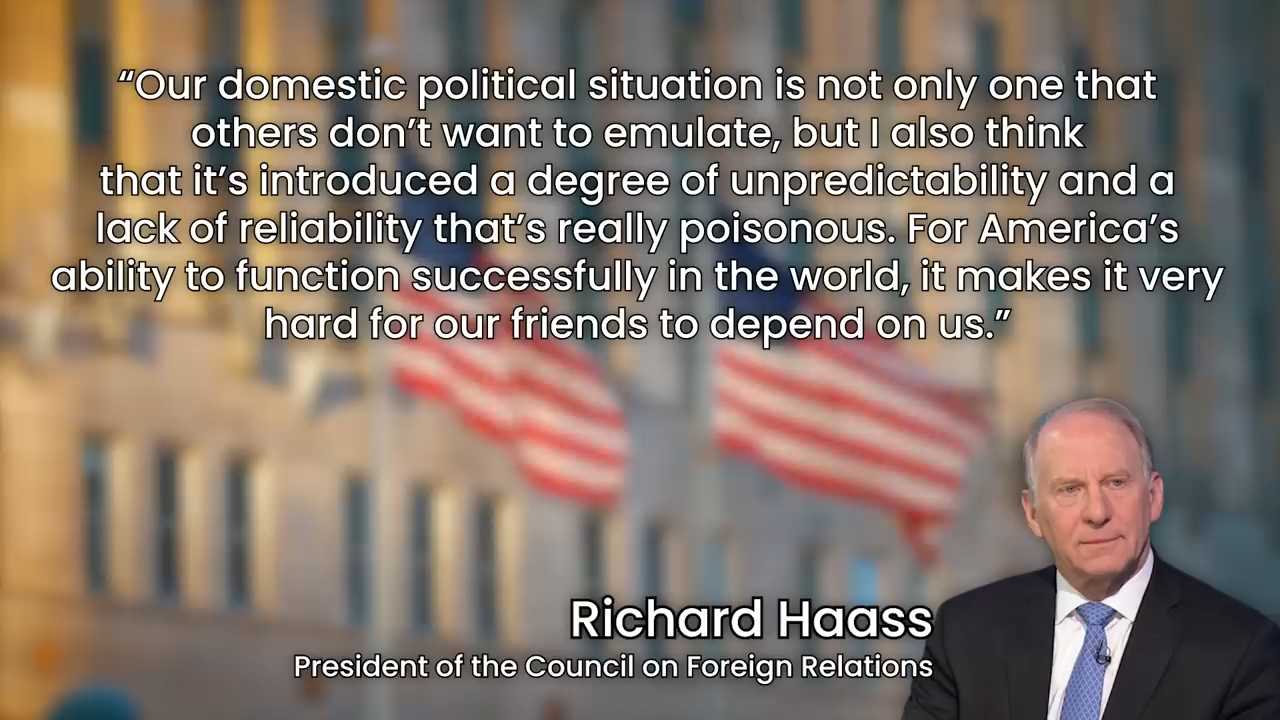 “Our domestic political situation is not only one that
others don’t want to emulate, but I also think
that it’s introduced a degree of unpredictability and a
lack of reliability that’s really poisonous. For America’s
ability to function successfully in the world, it makes it very
hard for our friends to depend on us.”
Richard Haass
President of the Council on Foreign Relations